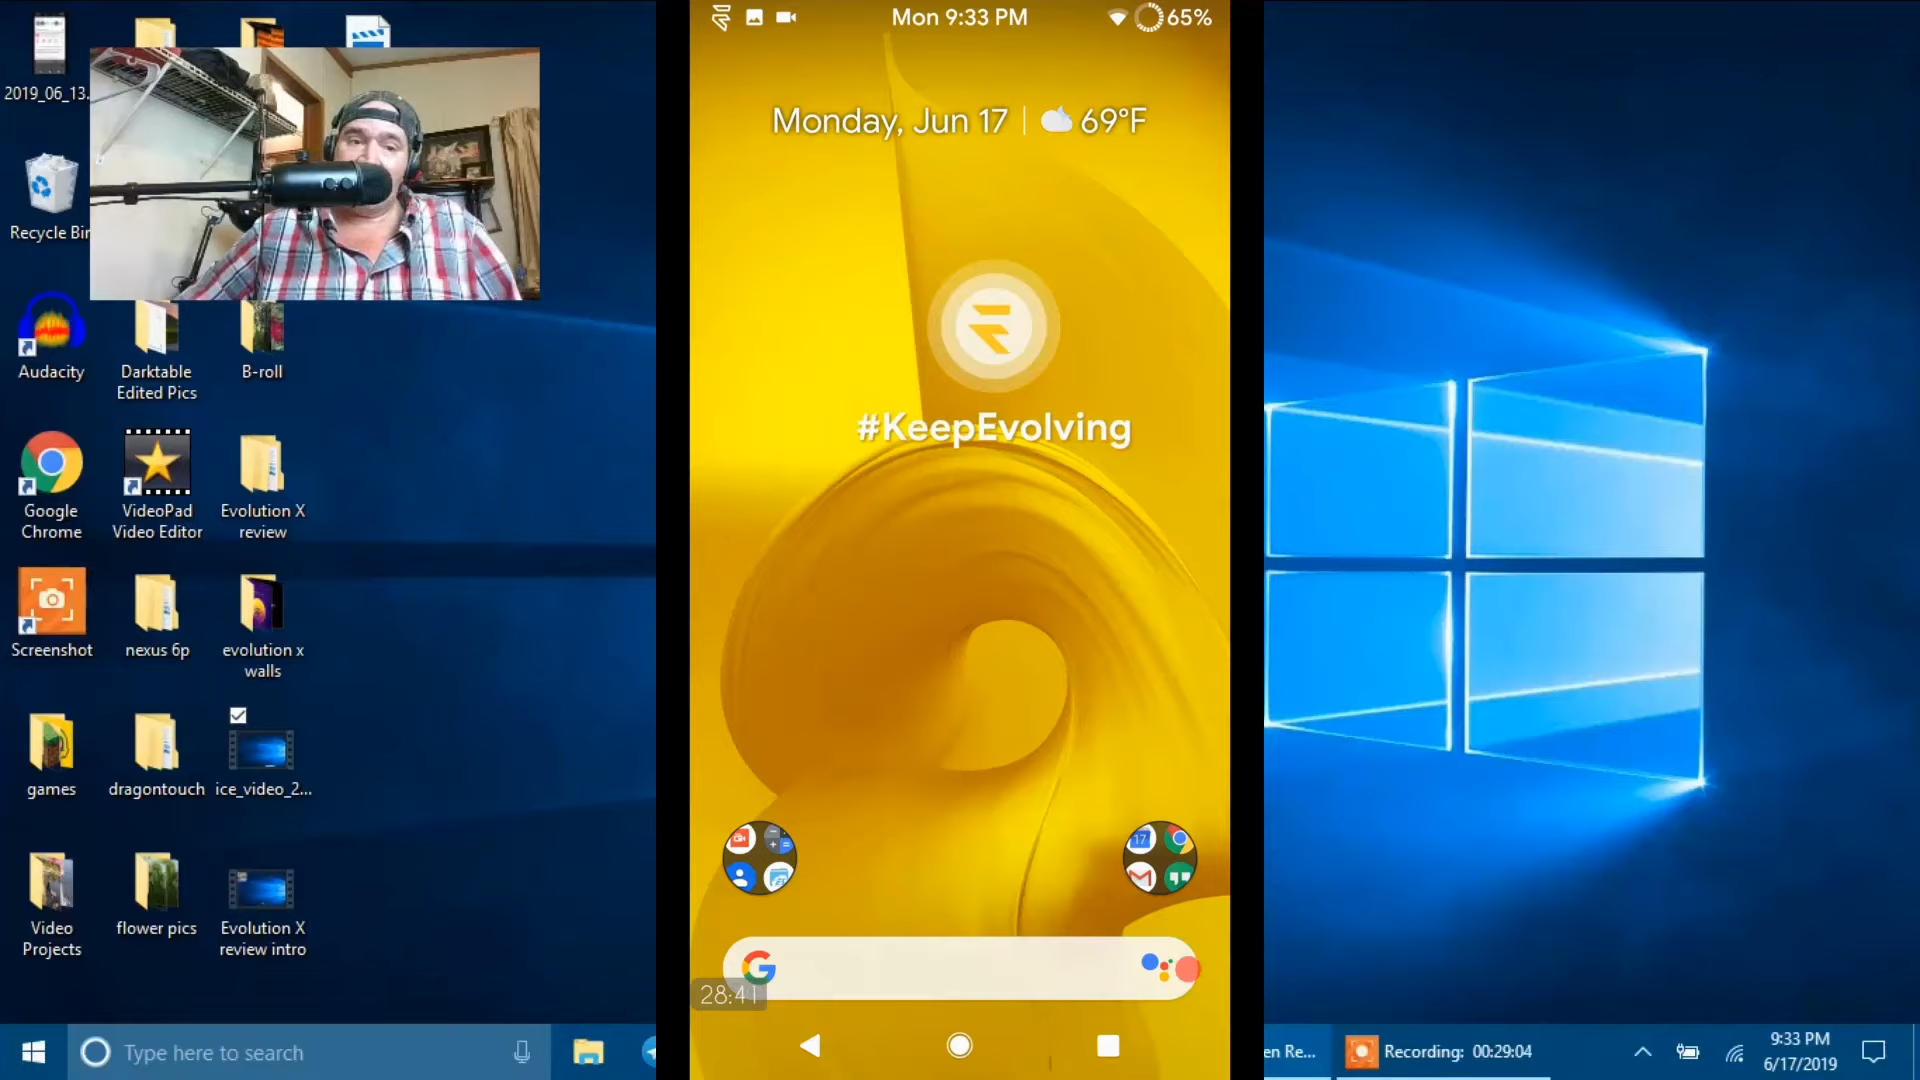 2019_06_13.
Recycle Bin
Audacity
Darktable
Edited Pics
B-roll
Google
Chrome
VideoPad
Video Editor
Evolution X
review
Screenshot
nexus 6p
evolution x
walls
games
dragontouch
ice_video_2...
Video
Projects
flower pics
Evolution X
review intro
Type here to search
Mon 9:33 PM
65%
Monday, Jun 17
69°F
#KeepEvolving
17
G
28:41
en Re...
Recording: 00:29:04
9:33 PM
6/17/2019